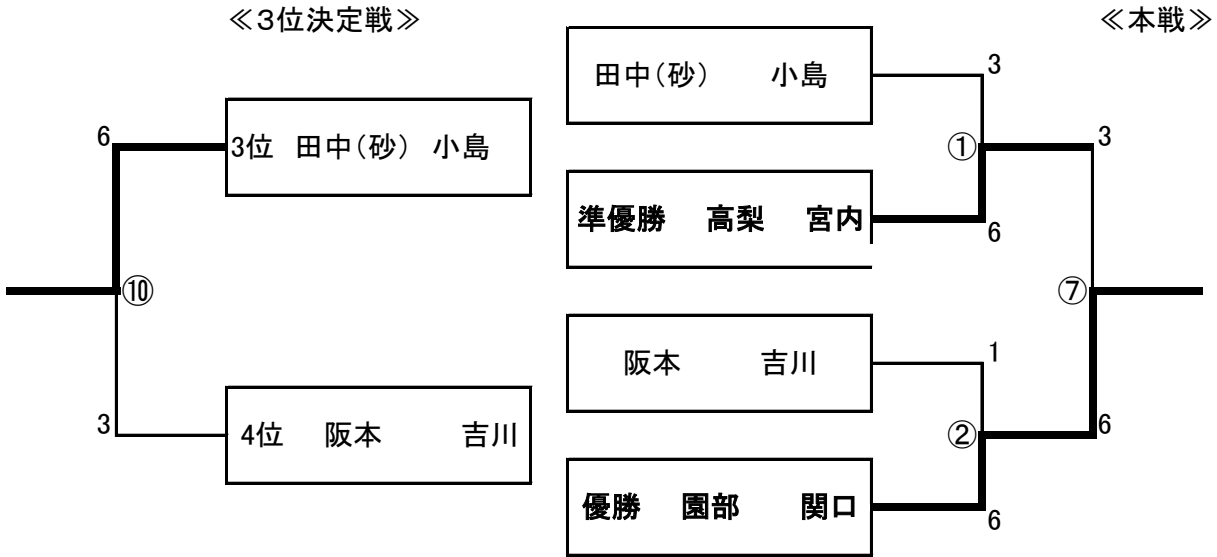 ≪3位決定戦≫ ≪本戦≫
田中(砂) 小島 3
6 3位 田中(砂) 小島 ① 3
準優勝 高梨 宮内 6
⑩ ⑦
阪本 吉川 1
3 4位 阪本 吉川 ② 6
優勝 園部 関口 6